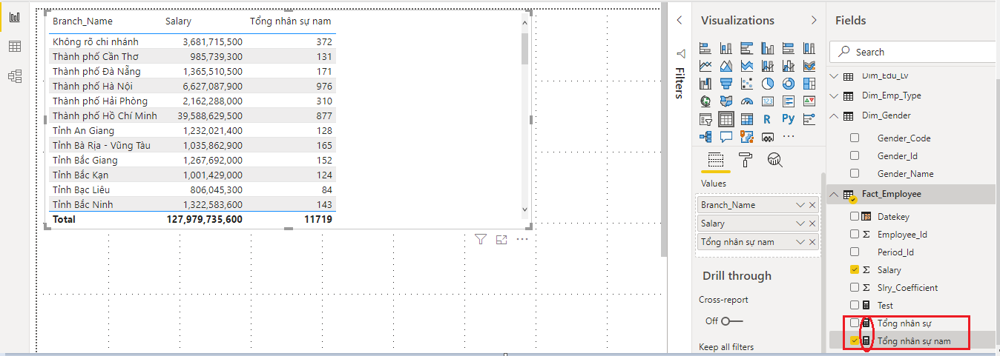 Branch_Name Salary Tổng nhân sự nam
Không rõ chi nhánh 3,681,715,500 372
Thành phố Cần Thơ 985,739,300 131
Thành phố Đà Nẵng 1,365,510,500 171
Thành phố Hà Nội 6,627,087,900 976
Thành phố Hải Phòng 2,162,288,000 310
Thành phố Hồ Chí Minh 39,588,629,500 877
Tỉnh An Giang 1,232,021,400 128
Tỉnh Bà Rịa - Vũng Tàu 1,035,862,900 165
Tỉnh Bắc Giang 1,267,692,000 152
Tỉnh Bắc Kạn 1,001,429,000 124
Tỉnh Bạc Liêu 806,045,300 84
Tỉnh Bắc Ninh 1,322,583,600 143
Total 127,979,735,600 11719
Filters
Visualizations
R Py
123
Values
Branch_Name
Salary
Tổng nhân sự nam
Drill through
Cross-report
Off
Keep all filters
Fields
Search
Dim_Edu_Lv
Dim_Emp_Type
Dim_Gender
Gender_Code
Gender_Id
Gender_Name
Fact_Employee
Datekey
Employee_Id
Period_Id
Salary
Slry_Coefficient
Test
Tổng nhân sự
Tổng nhân sự nam